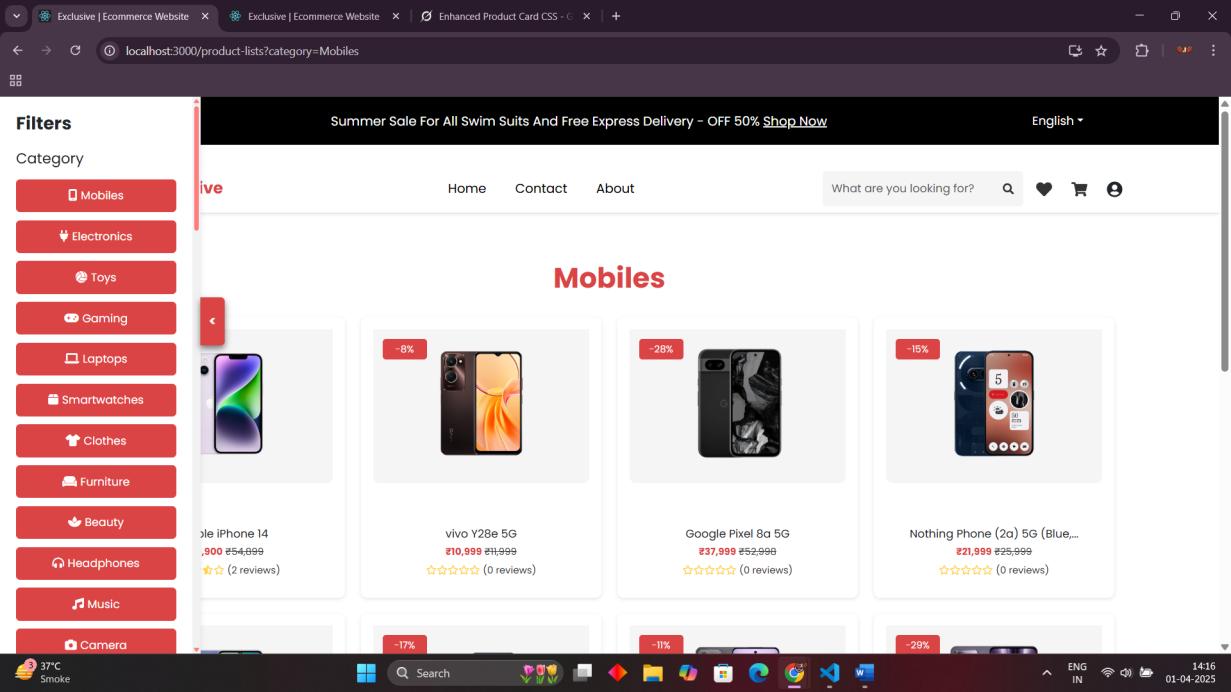 Exclusive | Ecommerce Website
Exclusive | Ecommerce Website
Enhanced Product Card CSS - G
localhost:3000/product-lists?category=Mobiles
Filters
Category
Mobiles
Electronics
Toys
Gaming
Laptops
Smartwatches
Clothes
Furniture
Beauty
Headphones
Music
Camera
<
Summer Sale For All Swim Suits And Free Express Delivery - OFF 50% Shop Now
English
ive
Home Contact About
What are you looking for?
Mobiles
ple iPhone 14
,900 ₹54,899
(2 reviews)
-8%
vivo Y28e 5G
₹10,999 ₹11,999
(0 reviews)
-28%
Google Pixel 8a 5G
₹37,999 ₹52,998
(0 reviews)
-15%
5
Nothing Phone (2a) 5G (Blue,...
₹21,999 ₹25,999
(0 reviews)
-17%
-11%
-29%
3
37°C
Smoke
Search
ENG
IN
14:16
01-04-2025